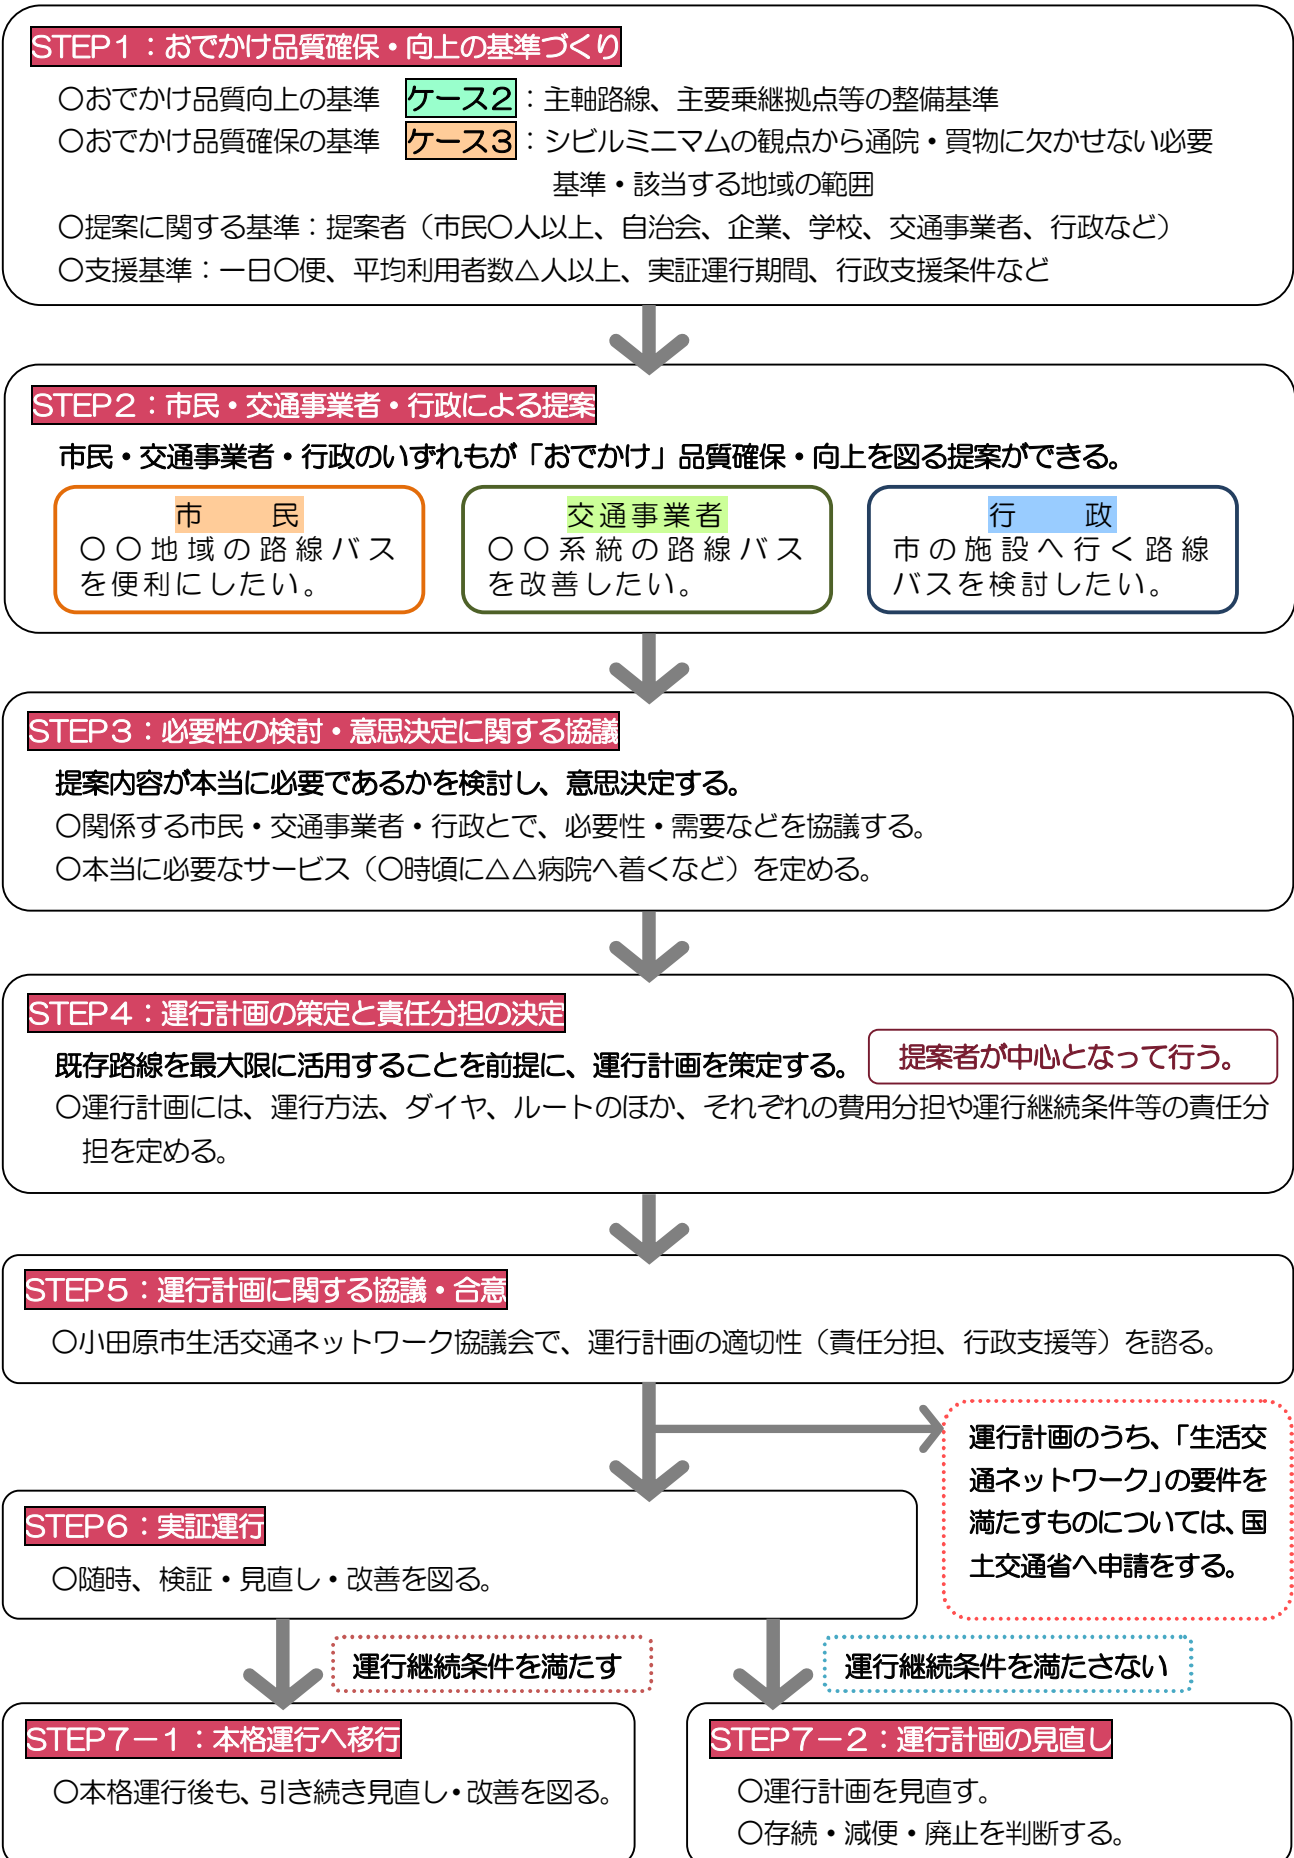 STEP1：おでかけ品質確保・向上の基準づくり
○おでかけ品質向上の基準　ケース2：主軸路線、主要乗継拠点等の整備基準
○おでかけ品質確保の基準　ケース3：シビルミニマムの観点から通院・買物に欠かせない必要
基準・該当する地域の範囲
○提案に関する基準：提案者（市民○人以上、自治会、企業、学校、交通事業者、行政など）
○支援基準：一日○便、平均利用者数△人以上、実証運行期間、行政支援条件など
STEP2：市民・交通事業者・行政による提案
市民・交通事業者・行政のいずれもが「おでかけ」品質確保・向上を図る提案ができる。
市　　民
○○地域の路線バス
を便利にしたい。
交通事業者
○○系統の路線バス
を改善したい。
行　　政
市の施設へ行く路線
バスを検討したい。
STEP3：必要性の検討・意思決定に関する協議
提案内容が本当に必要であるかを検討し、意思決定する。
○関係する市民・交通事業者・行政とで、必要性・需要などを協議する。
○本当に必要なサービス（○時頃に△△病院へ着くなど）を定める。
STEP4：運行計画の策定と責任分担の決定
既存路線を最大限に活用することを前提に、運行計画を策定する。
提案者が中心となって行う。
○運行計画には、運行方法、ダイヤ、ルートのほか、それぞれの費用分担や運行継続条件等の責任分
担を定める。
STEP5：運行計画に関する協議・合意
○小田原市生活交通ネットワーク協議会で、運行計画の適切性（責任分担、行政支援等）を諮る。
運行計画のうち、「生活交
通ネットワーク」の要件を
満たすものについては、国
土交通省へ申請をする。
STEP6：実証運行
○随時、検証・見直し・改善を図る。
運行継続条件を満たす
運行継続条件を満たさない
STEP7－1：本格運行へ移行
○本格運行後も、引き続き見直し・改善を図る。
STEP7－2：運行計画の見直し
○運行計画を見直す。
○存続・減便・廃止を判断する。